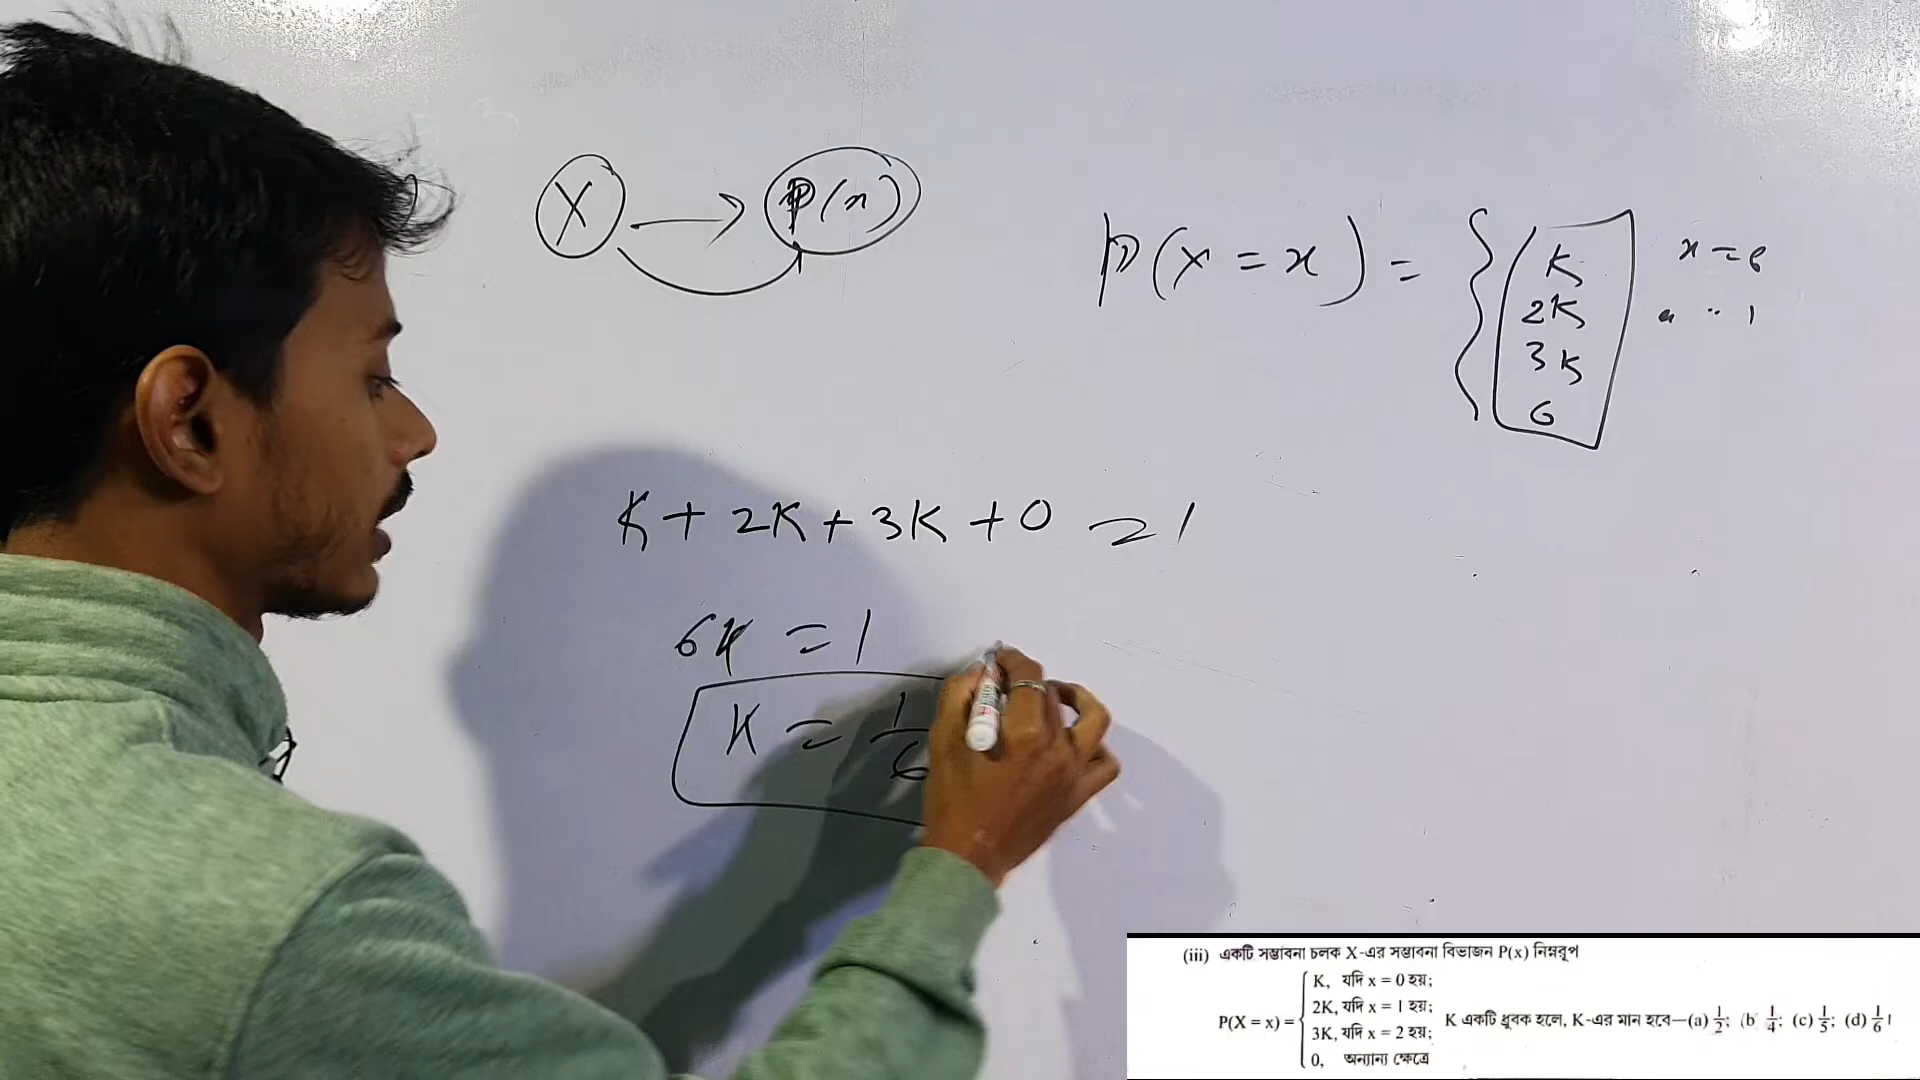 X → P(x)
P(X = x) = { K x = 0
2K " " 1
3K
0
K + 2K + 3K + 0 = 1
6K = 1
K = 1/6
(iii) একটি সম্ভাবনা চলক X-এর সম্ভাবনা বিভাজন P(x) নিম্নরূপ
P(X = x) = { K, যদি x = 0 হয়;
2K, যদি x = 1 হয়;
3K, যদি x = 2 হয়;
0, অন্যান্য ক্ষেত্রে
K একটি ধ্রুবক হলে, K-এর মান হবে—(a) 1/2; (b) 1/4; (c) 1/5; (d) 1/6।